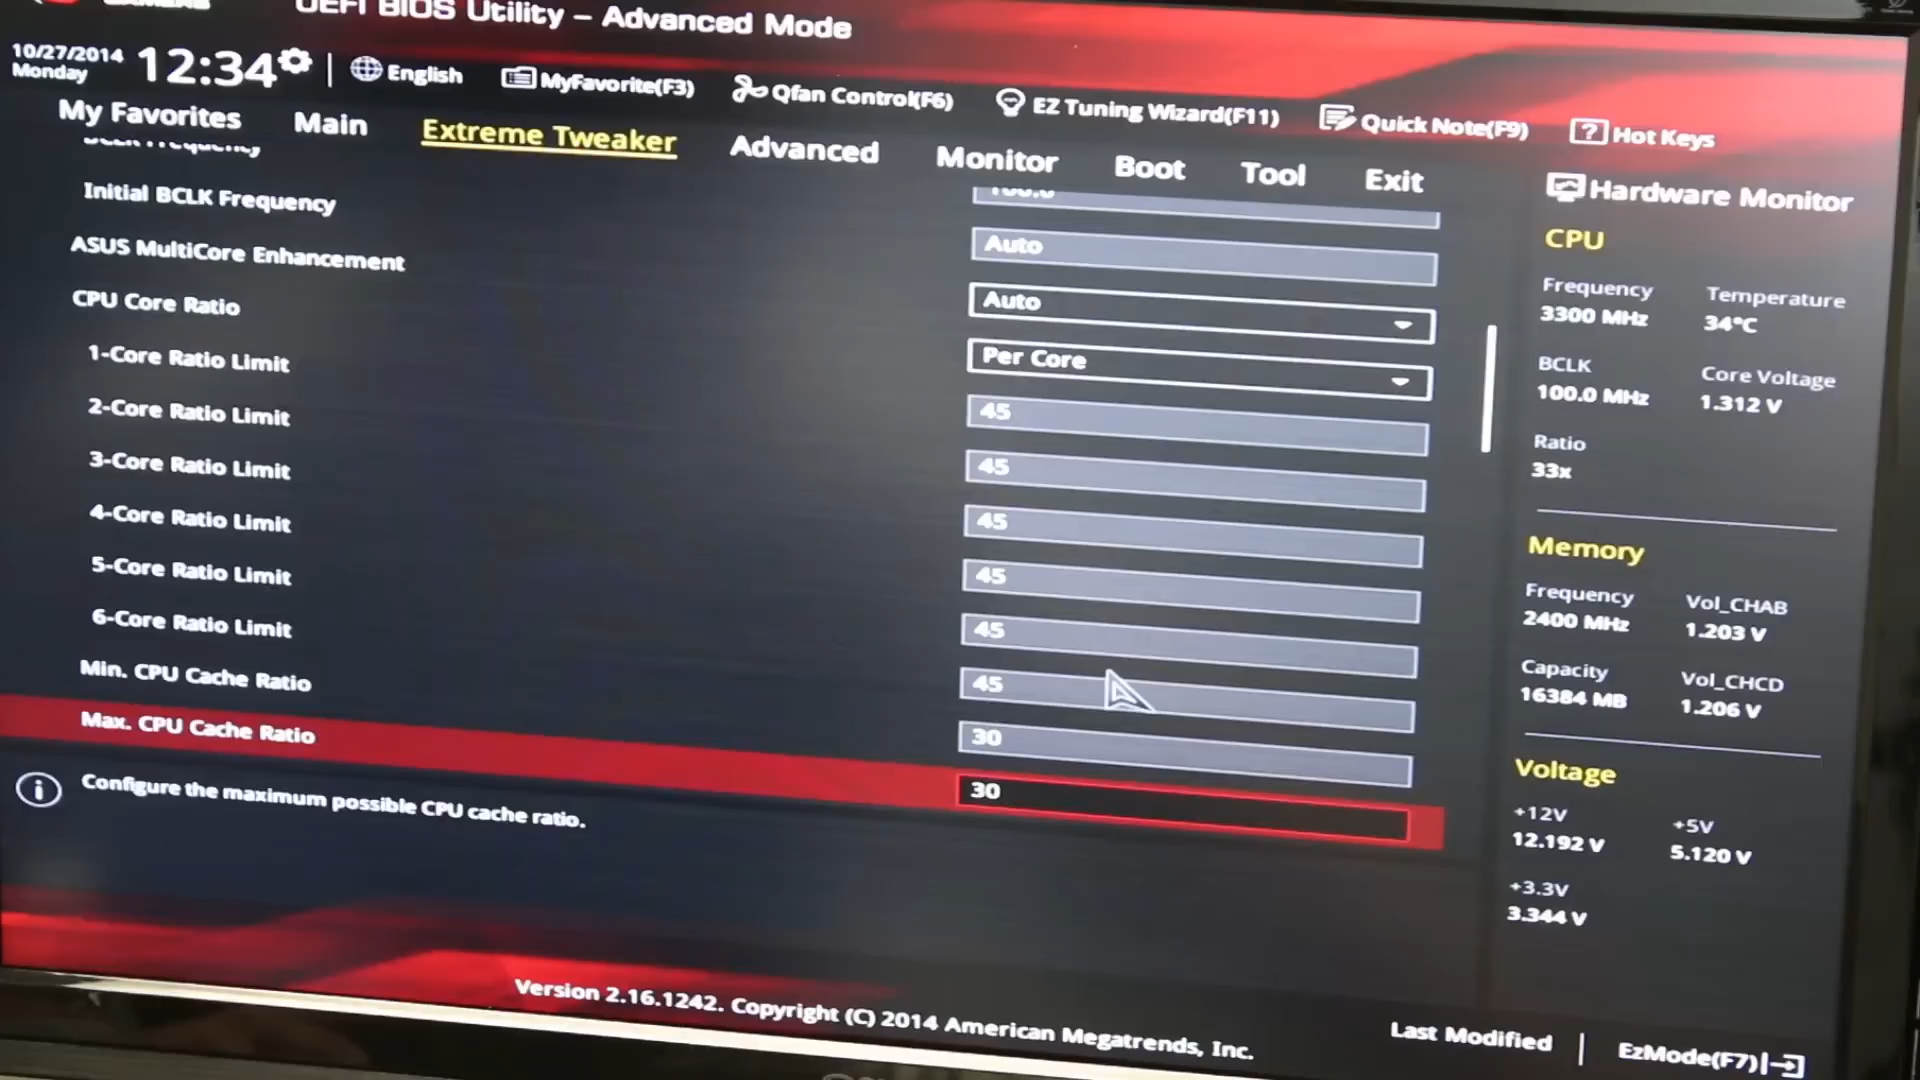 UEFI BIOS Utility – Advanced Mode
10/27/2014
Monday
12:34
English
MyFavorite(F3)
Qfan Control(F6)
EZ Tuning Wizard(F11)
Quick Note(F9)
? Hot Keys
My Favorites
Main
Extreme Tweaker
Advanced
Monitor
Boot
Tool
Exit
BCLK Frequency
Initial BCLK Frequency
100.0
ASUS MultiCore Enhancement
Auto
CPU Core Ratio
Auto
1-Core Ratio Limit
Per Core
2-Core Ratio Limit
45
3-Core Ratio Limit
45
4-Core Ratio Limit
45
5-Core Ratio Limit
45
6-Core Ratio Limit
45
Min. CPU Cache Ratio
45
Max. CPU Cache Ratio
30
30
Configure the maximum possible CPU cache ratio.
Hardware Monitor
CPU
Frequency
3300 MHz
Temperature
34°C
BCLK
100.0 MHz
Core Voltage
1.312 V
Ratio
33x
Memory
Frequency
2400 MHz
Vol_CHAB
1.203 V
Capacity
16384 MB
Vol_CHCD
1.206 V
Voltage
+12V
12.192 V
+5V
5.120 V
+3.3V
3.344 V
Version 2.16.1242. Copyright (C) 2014 American Megatrends, Inc.
Last Modified
EzMode(F7)